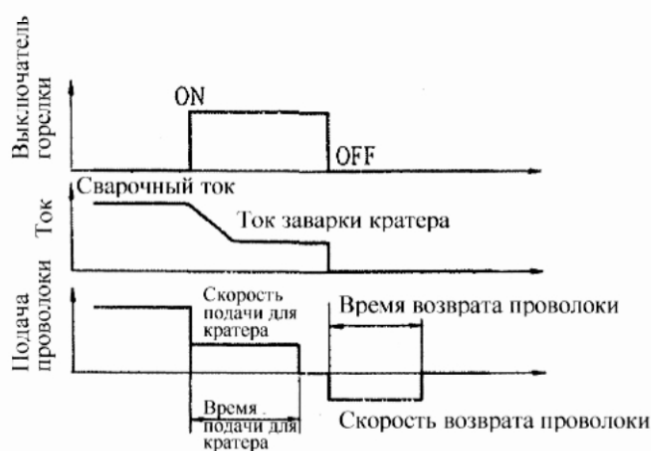 Выключатель
горелки
ON
OFF
Ток
Сварочный ток
Ток заварки кратера
Подача
проволоки
Скорость
подачи для
кратера
Время возврата проволоки
Время
подачи для
кратера
Скорость возврата проволоки